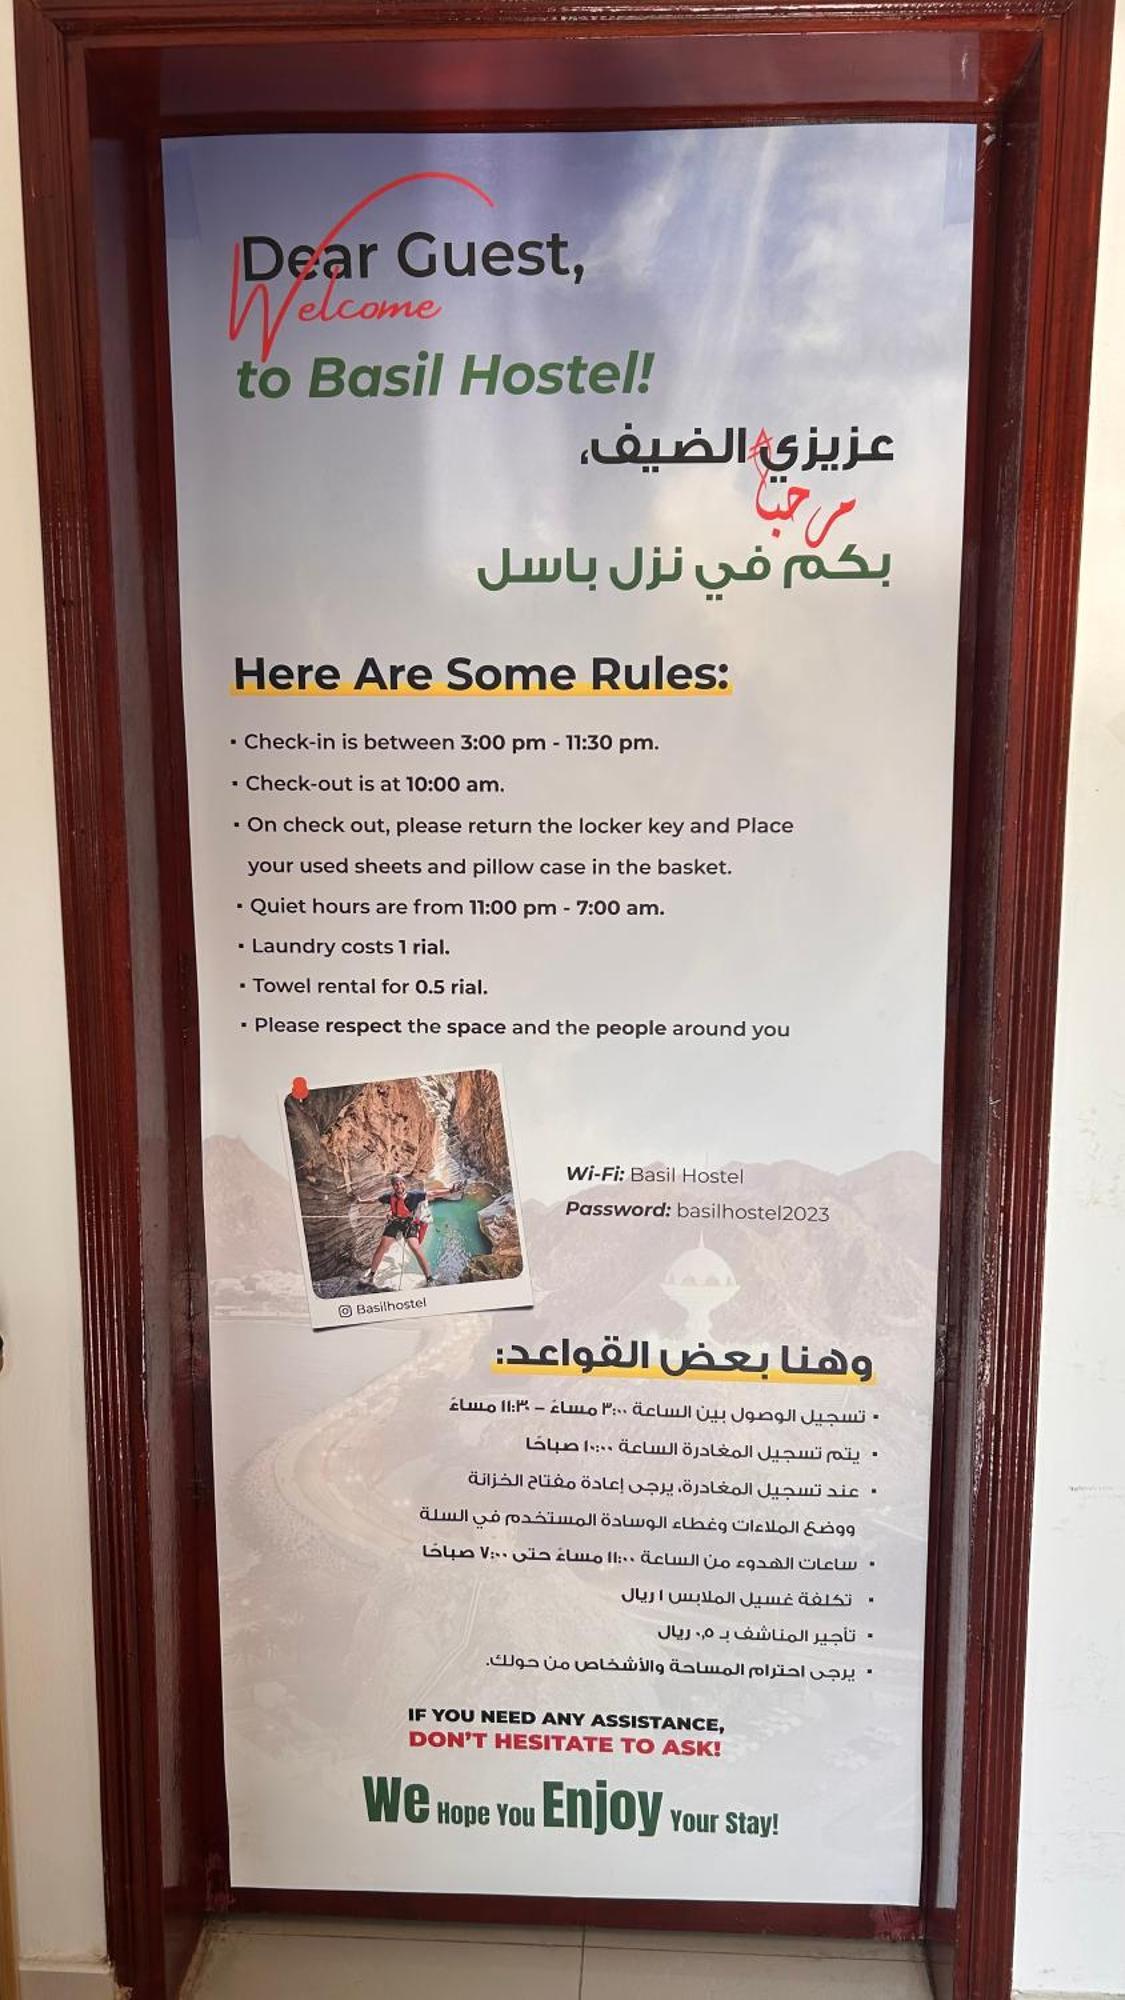 Dear Guest,
Welcome
to Basil Hostel!
عزيزي الضيف،
مرحباً
بكم في نزل باسل
Here Are Some Rules:
▪ Check-in is between 3:00 pm - 11:30 pm.
▪ Check-out is at 10:00 am.
▪ On check out, please return the locker key and Place
your used sheets and pillow case in the basket.
▪ Quiet hours are from 11:00 pm - 7:00 am.
▪ Laundry costs 1 rial.
▪ Towel rental for 0.5 rial.
▪ Please respect the space and the people around you
Wi-Fi: Basil Hostel
Password: basilhostel2023
Basilhostel
وهنا بعض القواعد:
▪ تسجيل الوصول بين الساعة ٣:٠٠ مساءً - ١١:٣٠ مساءً
▪ يتم تسجيل المغادرة الساعة ١٠:٠٠ صباحًا
▪ عند تسجيل المغادرة، يرجى إعادة مفتاح الخزانة
ووضع الملاءات وغطاء الوسادة المستخدم في السلة
▪ ساعات الهدوء من الساعة ١١:٠٠ مساءً حتى ٧:٠٠ صباحًا
▪ تكلفة غسيل الملابس ١ ريال
▪ تأجير المناشف بـ ٠,٥ ريال
▪ يرجى احترام المساحة والأشخاص من حولك.
IF YOU NEED ANY ASSISTANCE,
DON'T HESITATE TO ASK!
We Hope You Enjoy Your Stay!